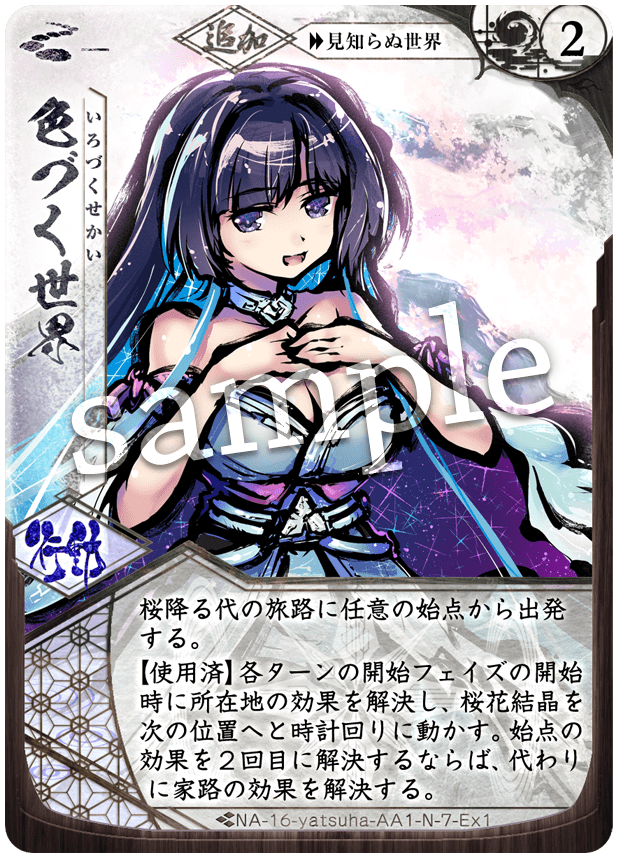 追加
▶▶見知らぬ世界
2
色づく世界
いろづくせかい
sample
行動
桜降る代の旅路に任意の始点から出発
する。
【使用済】各ターンの開始フェイズの開始
時に所在地の効果を解決し、桜花結晶を
次の位置へと時計回りに動かす。始点の
効果を２回目に解決するならば、代わり
に家路の効果を解決する。
NA-16-yatsuha-AA1-N-7-Ex1